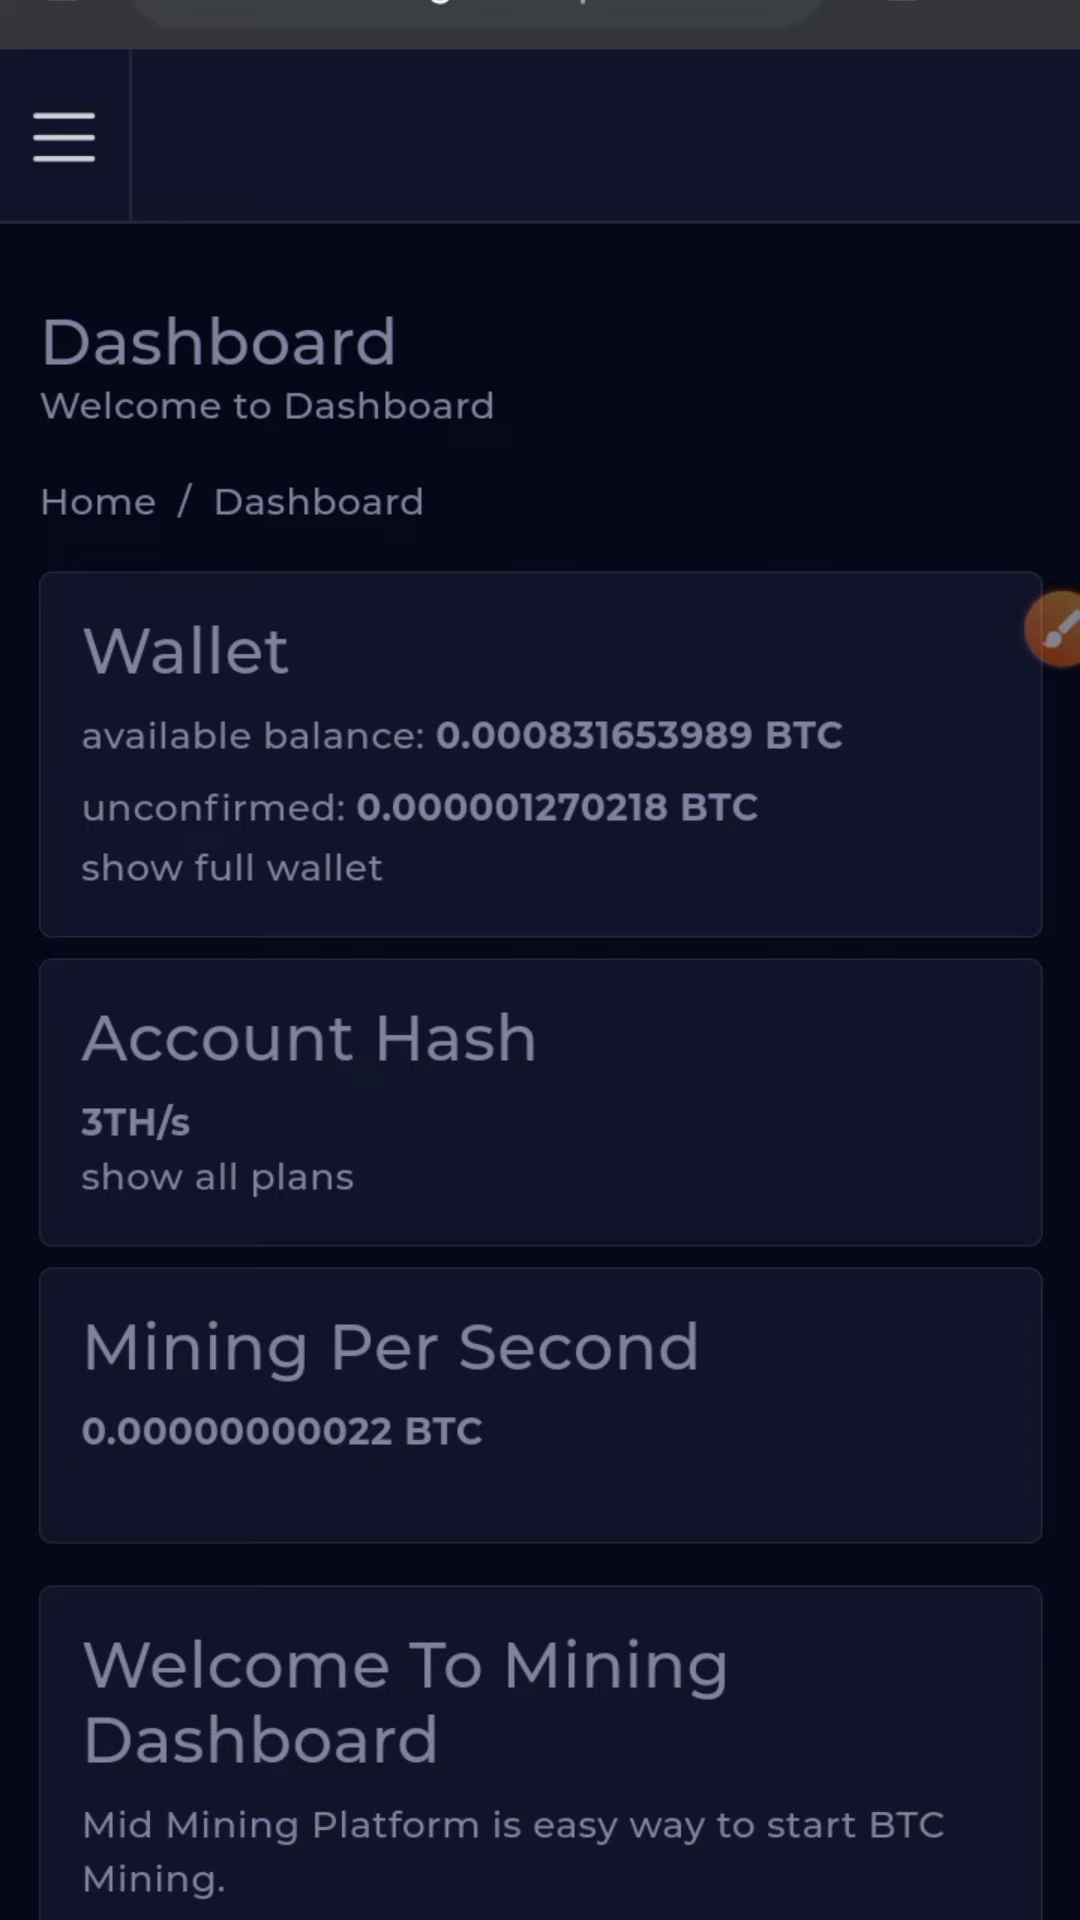 Dashboard
Welcome to Dashboard
Home / Dashboard
Wallet
available balance: 0.000831653989 BTC
unconfirmed: 0.000001270218 BTC
show full wallet
Account Hash
3TH/s
show all plans
Mining Per Second
0.00000000022 BTC
Welcome To Mining
Dashboard
Mid Mining Platform is easy way to start BTC
Mining.